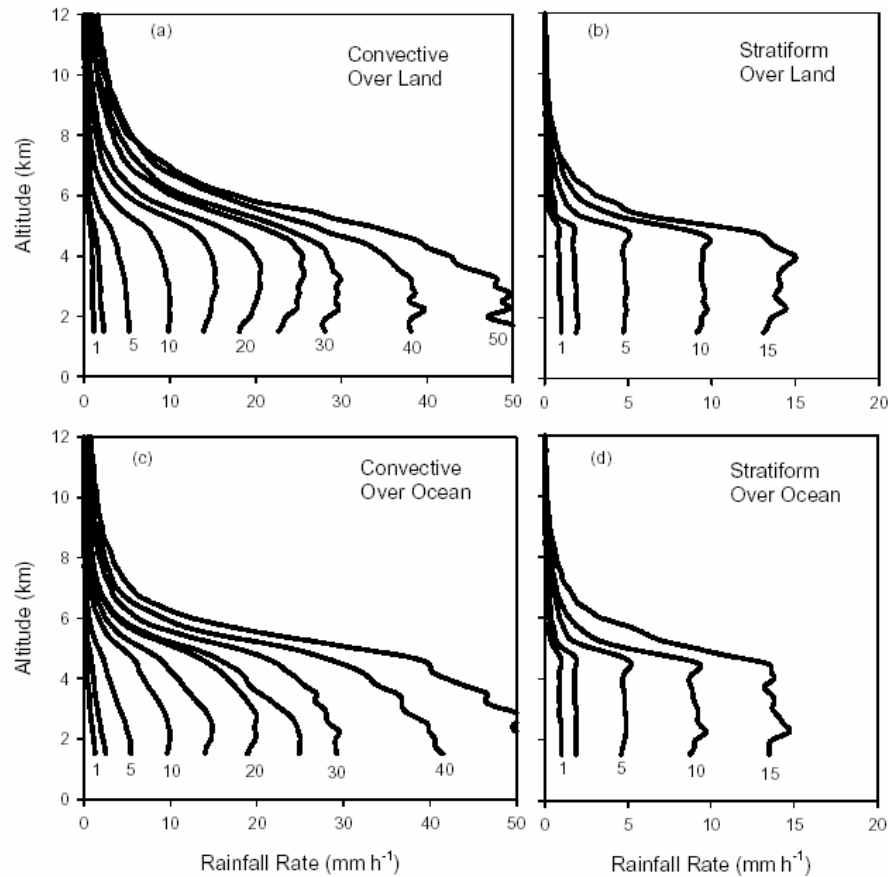 12
10
8
6
4
2
0
Altitude (km)
(a)
Convective
Over Land
1 5 10 20 30 40 50
0 10 20 30 40 50
(b)
Stratiform
Over Land
1 5 10 15
0 5 10 15 20
12
10
8
6
4
2
0
Altitude (km)
(c)
Convective
Over Ocean
1 5 10 20 30 40
0 10 20 30 40 50
Rainfall Rate (mm h⁻¹)
(d)
Stratiform
Over Ocean
1 5 10 15
0 5 10 15 20
Rainfall Rate (mm h⁻¹)